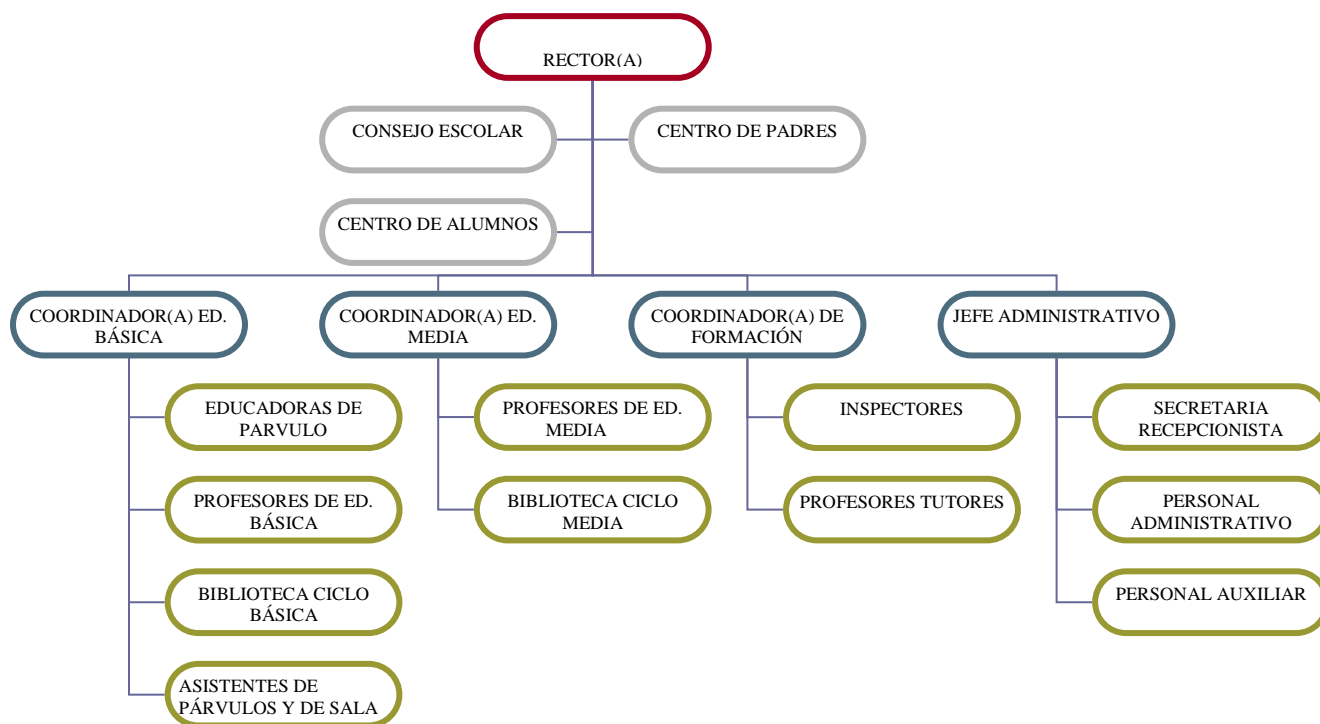 RECTOR(A)
CONSEJO ESCOLAR
CENTRO DE PADRES
CENTRO DE ALUMNOS
COORDINADOR(A) ED.
BÁSICA
COORDINADOR(A) ED.
MEDIA
COORDINADOR(A) DE
FORMACIÓN
JEFE ADMINISTRATIVO
EDUCADORAS DE
PARVULO
PROFESORES DE ED.
MEDIA
INSPECTORES
SECRETARIA
RECEPCIONISTA
PROFESORES DE ED.
BÁSICA
BIBLIOTECA CICLO
MEDIA
PROFESORES TUTORES
PERSONAL
ADMINISTRATIVO
BIBLIOTECA CICLO
BÁSICA
PERSONAL AUXILIAR
ASISTENTES DE
PÁRVULOS Y DE SALA